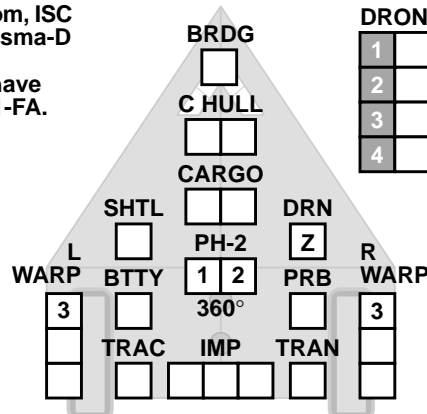 om, ISC
sma-D
ave
-FA.
BRDG
C HULL
CARGO
SHTL
DRN
Z
L
WARP
3
BTTY
PH-2
1 2
360°
PRB
R
WARP
3
TRAC
IMP
TRAN
DRON
1
2
3
4